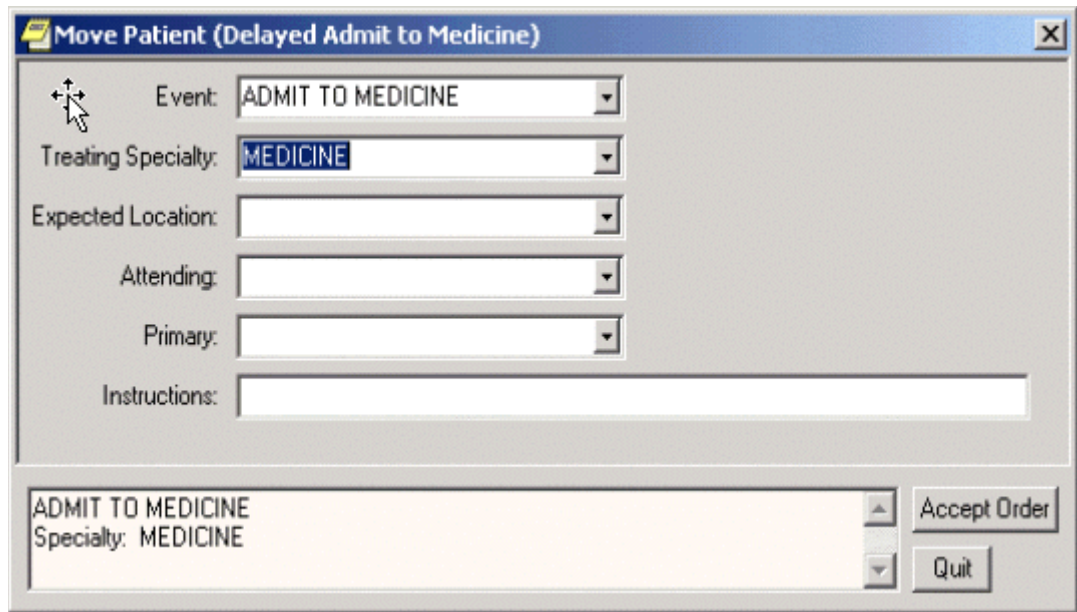 Move Patient (Delayed Admit to Medicine)
Event: ADMIT TO MEDICINE
Treating Specialty: MEDICINE
Expected Location:
Attending:
Primary:
Instructions:
ADMIT TO MEDICINE
Specialty: MEDICINE
Accept Order
Quit